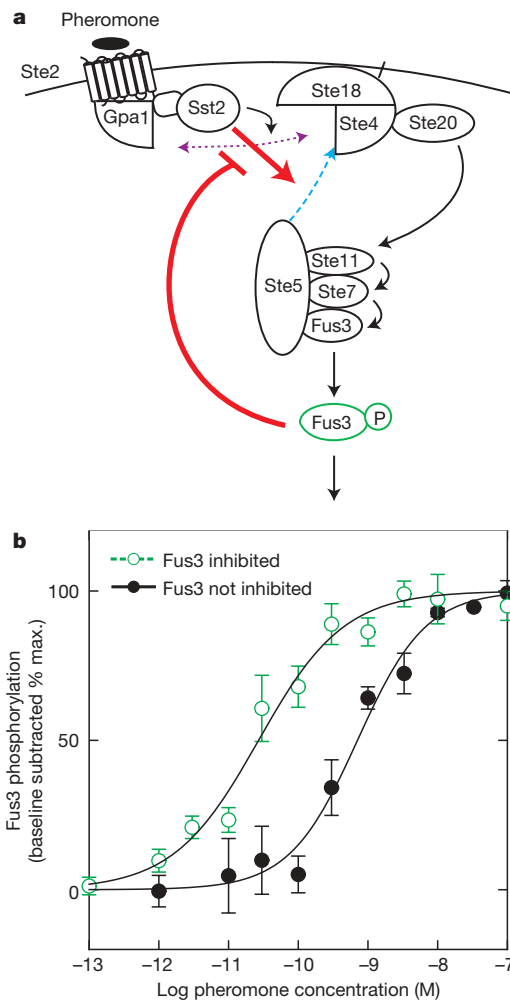 a
Pheromone
Ste2
Gpa1
Sst2
Ste18
Ste4
Ste20
Ste5
Ste11
Ste7
Fus3
Fus3
P
b
Fus3 inhibited
Fus3 not inhibited
Fus3 phosphorylation
(baseline subtracted % max.)
100
50
0
–13 –12 –11 –10 –9 –8 –7
Log pheromone concentration (M)